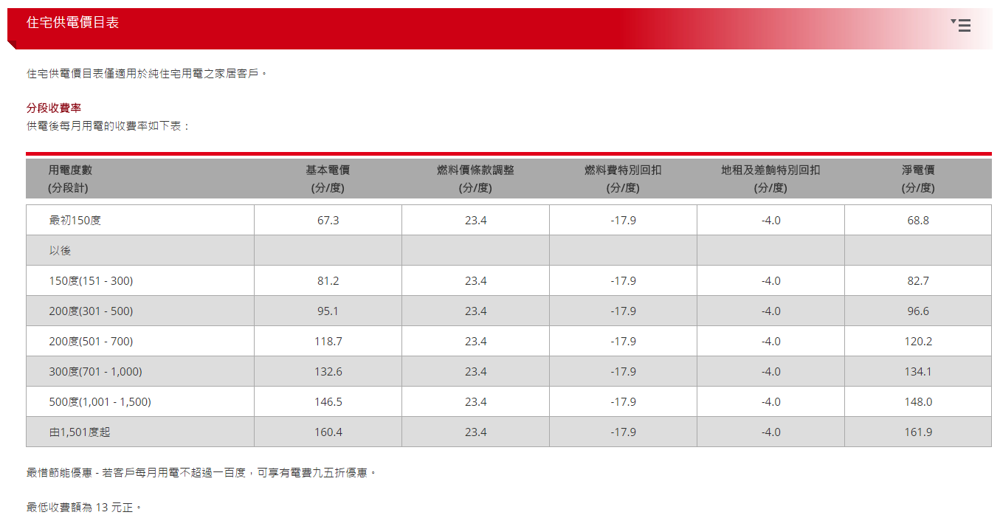 住宅供電價目表
住宅供電價目表僅適用於純住宅用電之家居客戶。
分段收費率
供電後每月用電的收費率如下表：
用電度數 基本電價 燃料價條款調整 燃料費特別回扣 地租及差餉特別回扣 淨電價
(分段計) (分/度) (分/度) (分/度) (分/度) (分/度)
最初150度 67.3 23.4 -17.9 -4.0 68.8
以後
150度(151 - 300) 81.2 23.4 -17.9 -4.0 82.7
200度(301 - 500) 95.1 23.4 -17.9 -4.0 96.6
200度(501 - 700) 118.7 23.4 -17.9 -4.0 120.2
300度(701 - 1,000) 132.6 23.4 -17.9 -4.0 134.1
500度(1,001 - 1,500) 146.5 23.4 -17.9 -4.0 148.0
由1,501度起 160.4 23.4 -17.9 -4.0 161.9
最惜節能優惠 - 若客戶每月用電不超過一百度，可享有電費九五折優惠。
最低收費額為 13 元正。